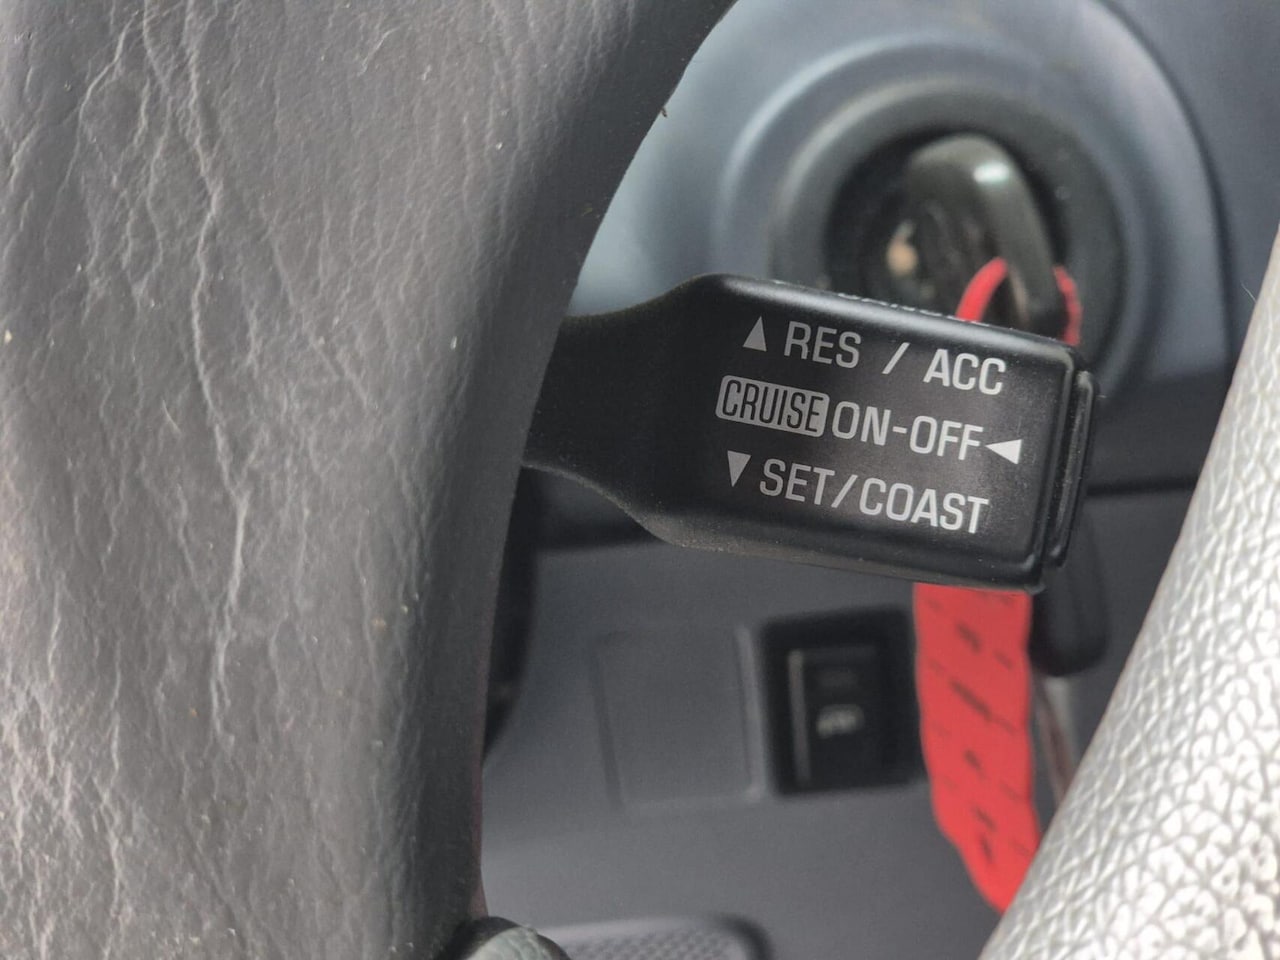 ▲ RES / ACC
CRUISE ON-OFF ◀
▼ SET/COAST